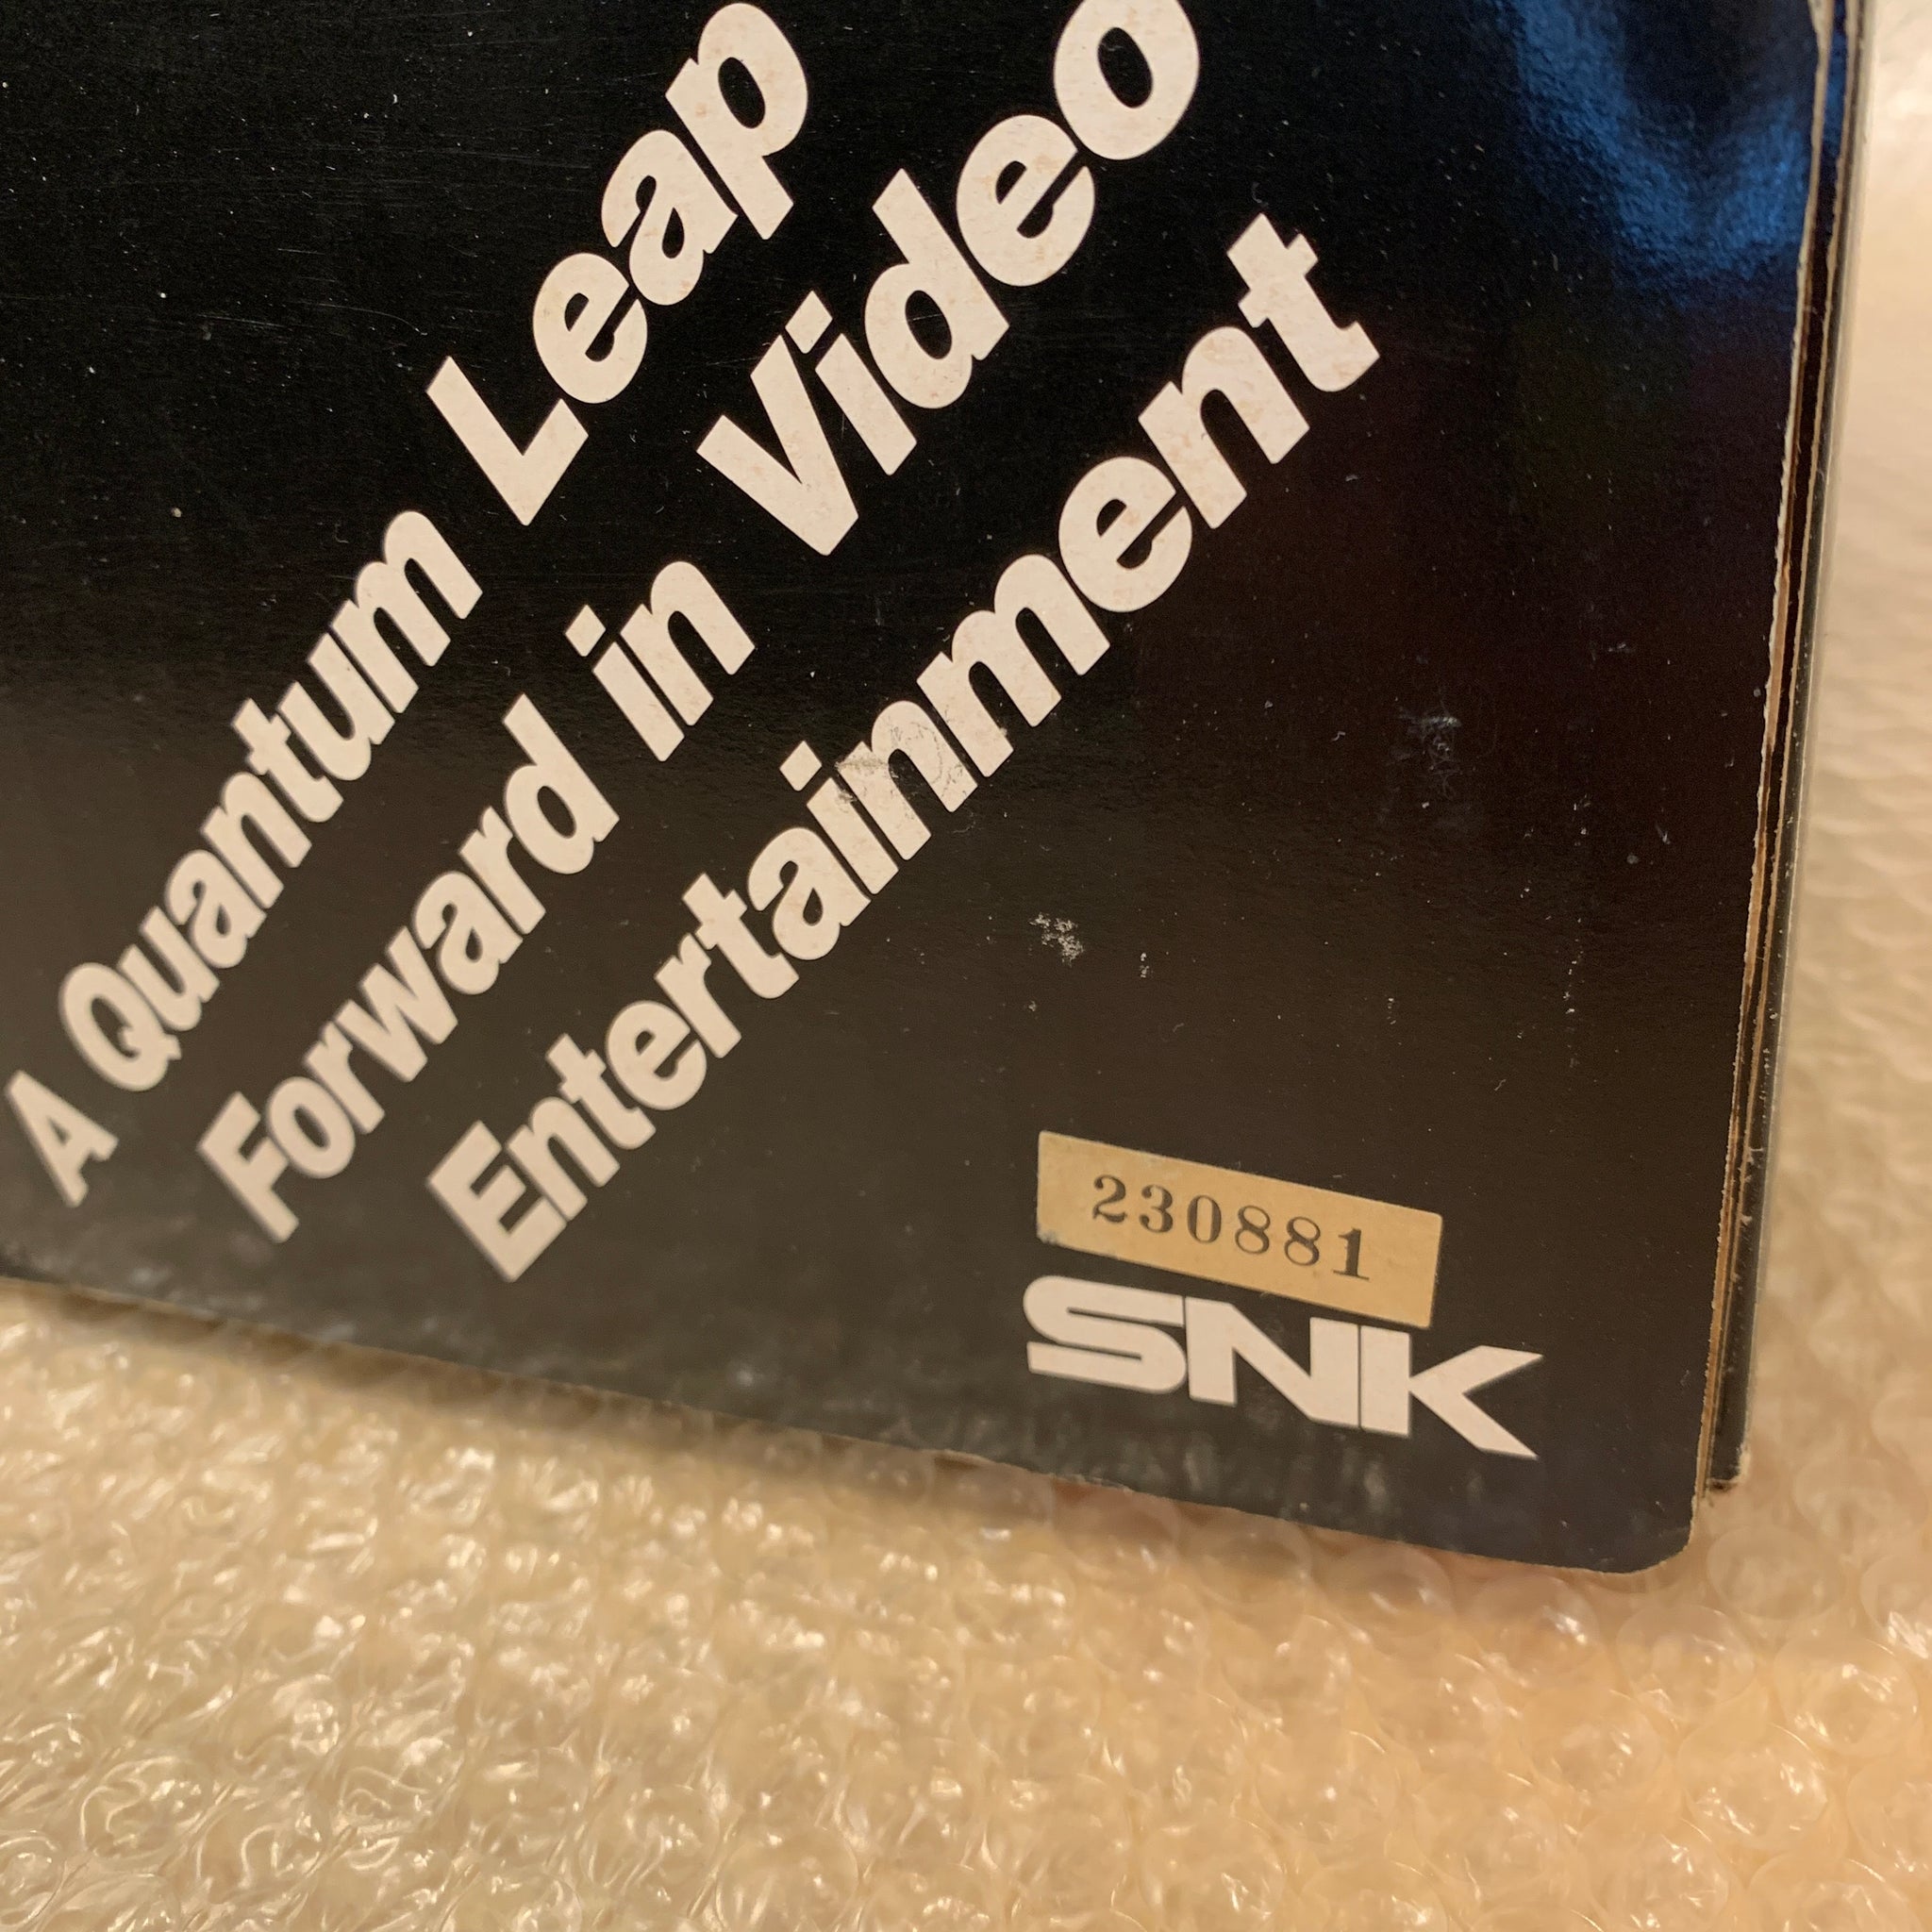 A Quantum Leap
Forward in Video
Entertainment
230881
SNK